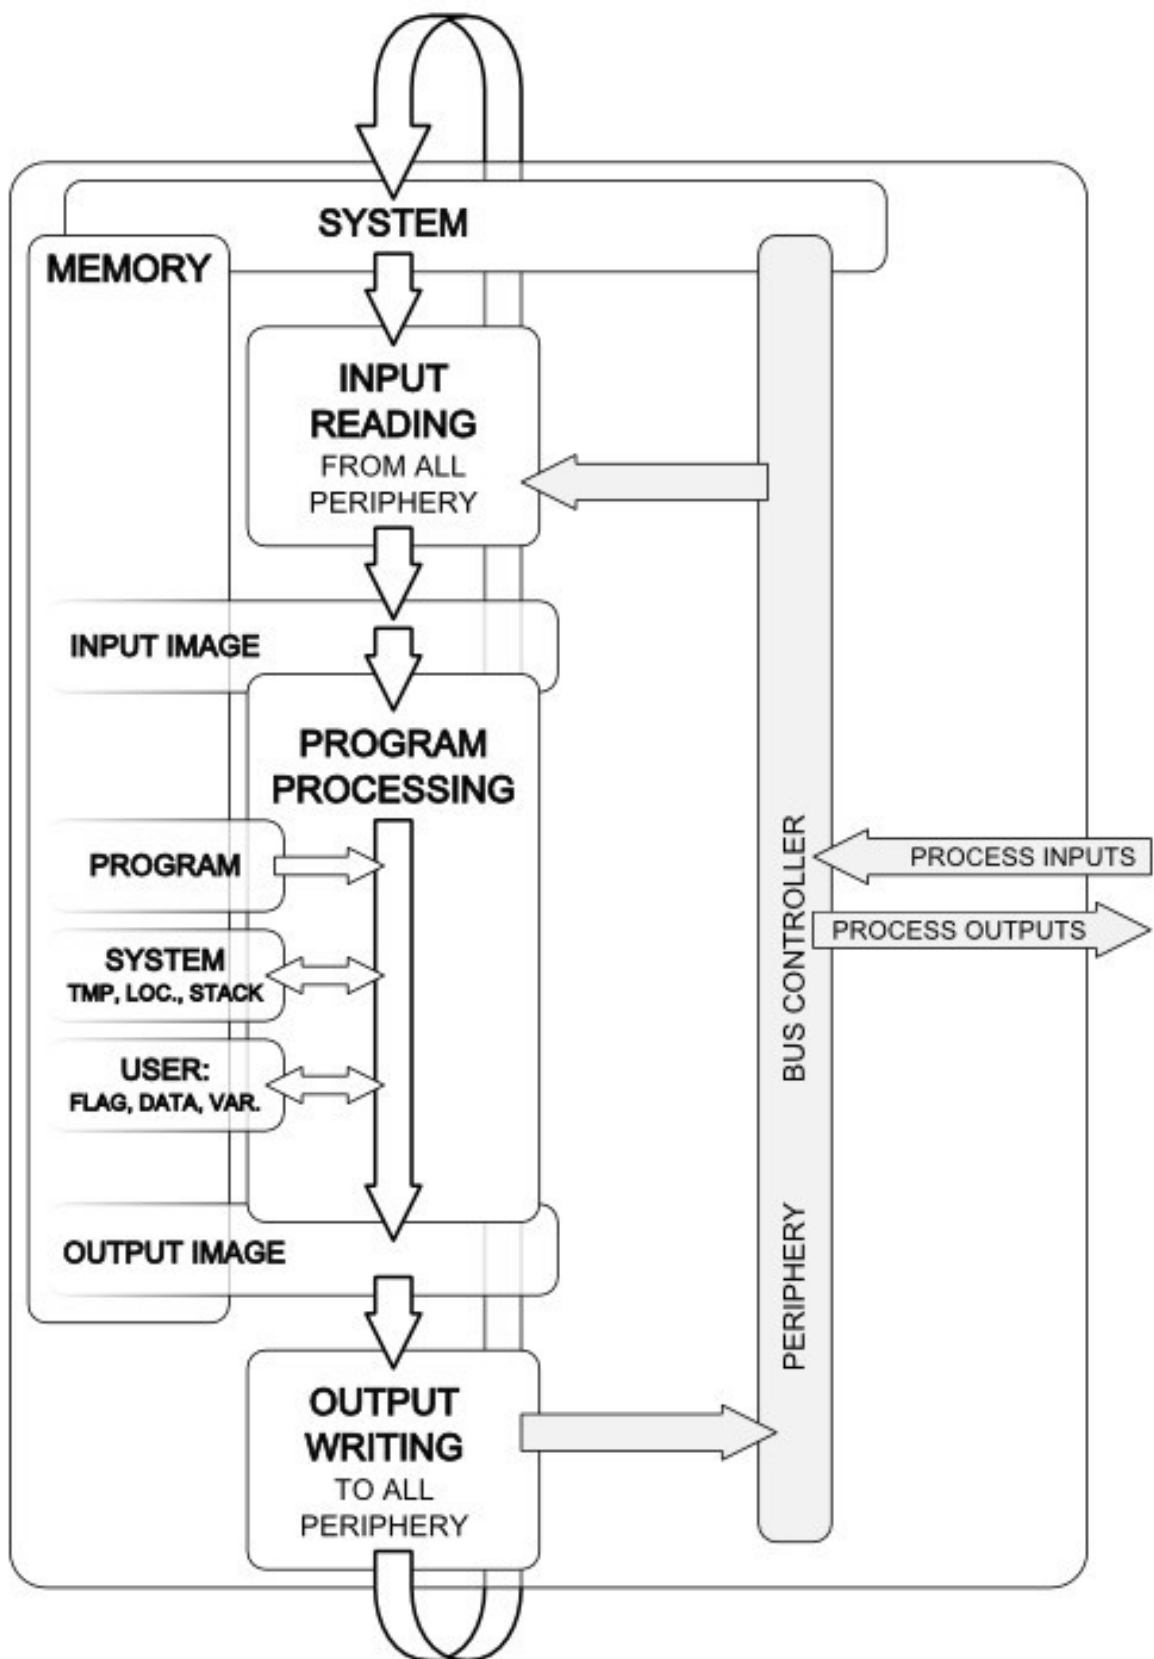 SYSTEM
MEMORY
INPUT
READING
FROM ALL
PERIPHERY
INPUT IMAGE
PROGRAM
PROCESSING
PROGRAM
SYSTEM
TMP, LOC., STACK
USER:
FLAG, DATA, VAR.
OUTPUT IMAGE
OUTPUT
WRITING
TO ALL
PERIPHERY
PERIPHERY BUS CONTROLLER
PROCESS INPUTS
PROCESS OUTPUTS